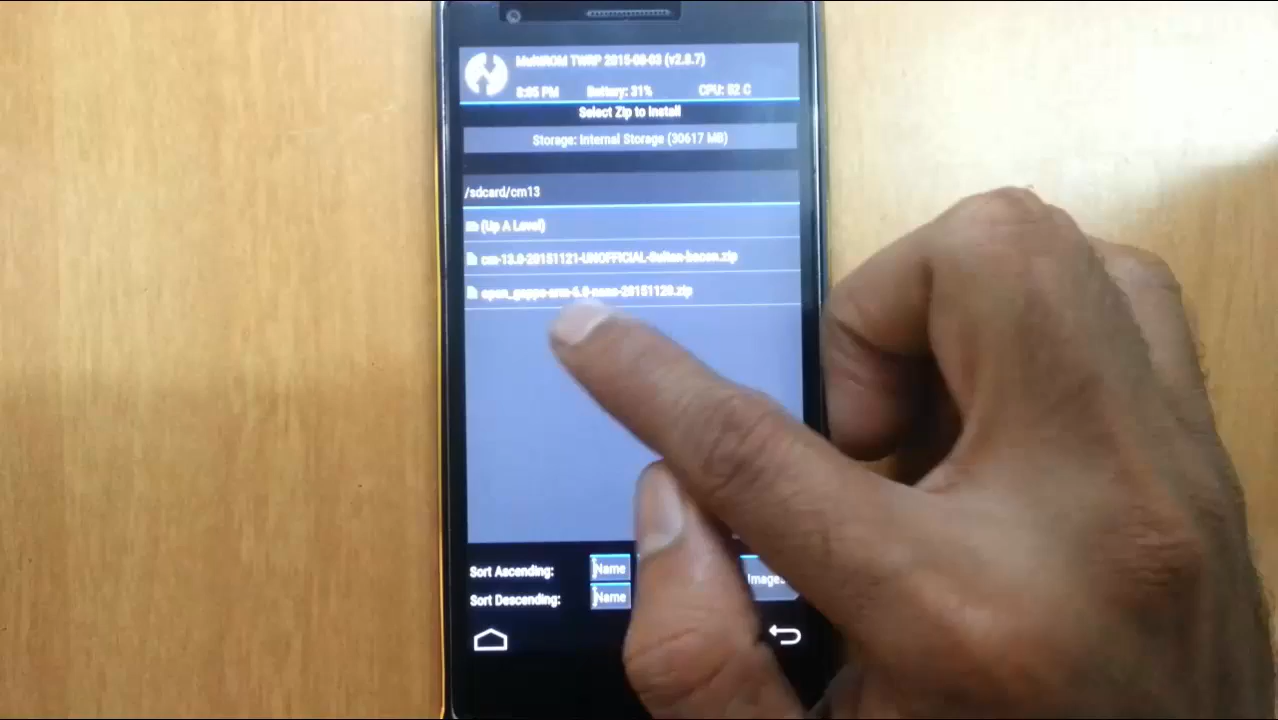 MultiROM TWRP 2015-08-03 (v2.8.7)
8:05 PM Battery: 31% CPU: 52 C
Select Zip to Install
Storage: Internal Storage (30617 MB)
/sdcard/cm13
(Up A Level)
cm-13.0-20151121-UNOFFICIAL-Sultan-bacon.zip
open_gapps-arm-6.0-nano-20151120.zip
Sort Ascending: Name Images
Sort Descending: Name